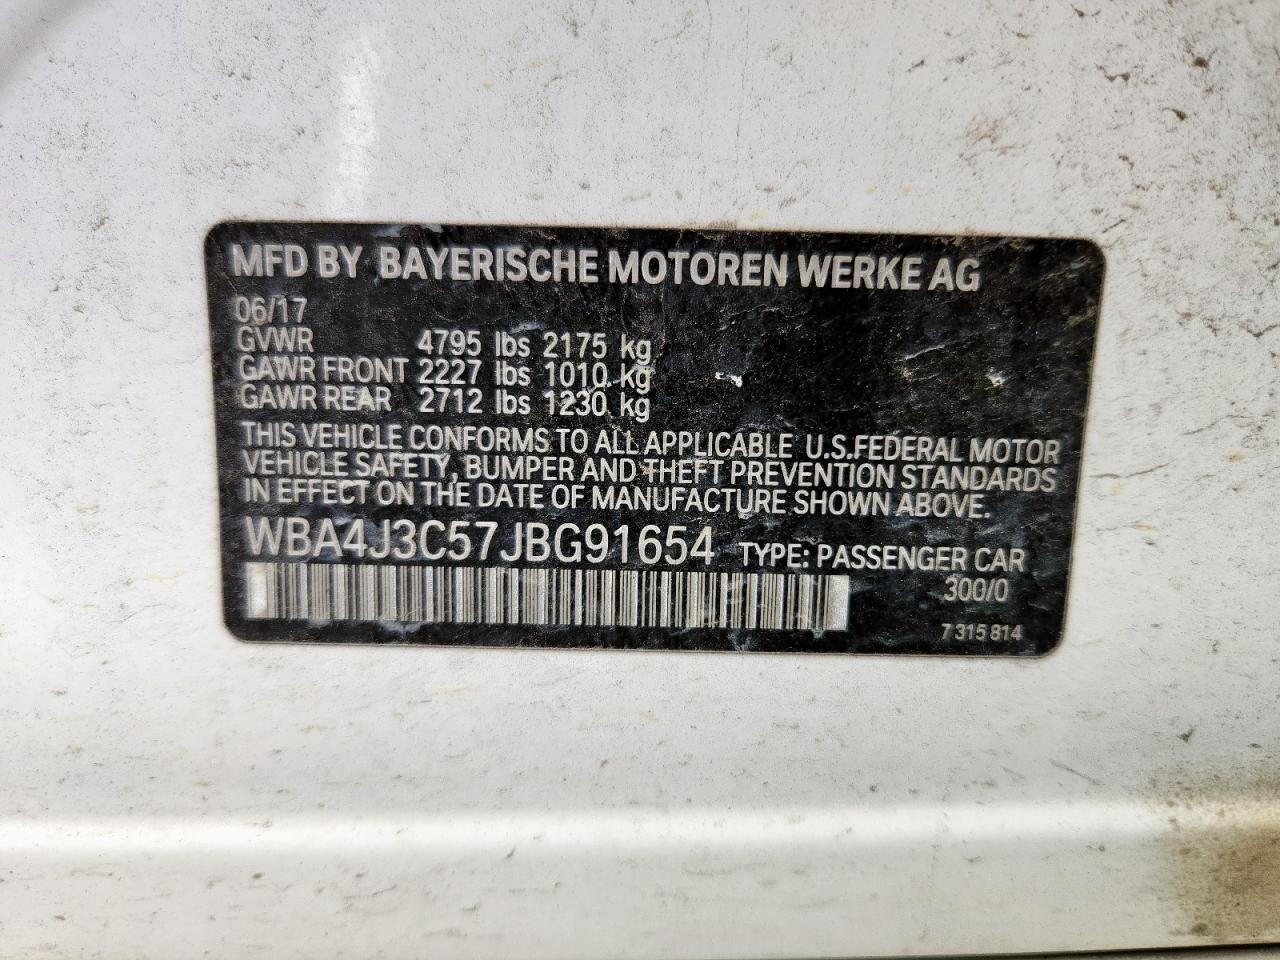 MFD BY BAYERISCHE MOTOREN WERKE AG
06/17
GVWR 4795 lbs 2175 kg
GAWR FRONT 2227 lbs 1010 kg
GAWR REAR 2712 lbs 1230 kg
THIS VEHICLE CONFORMS TO ALL APPLICABLE U.S.FEDERAL MOTOR
VEHICLE SAFETY, BUMPER AND THEFT PREVENTION STANDARDS
IN EFFECT ON THE DATE OF MANUFACTURE SHOWN ABOVE.
WBA4J3C57JBG91654 TYPE: PASSENGER CAR
300/0
7 315 814